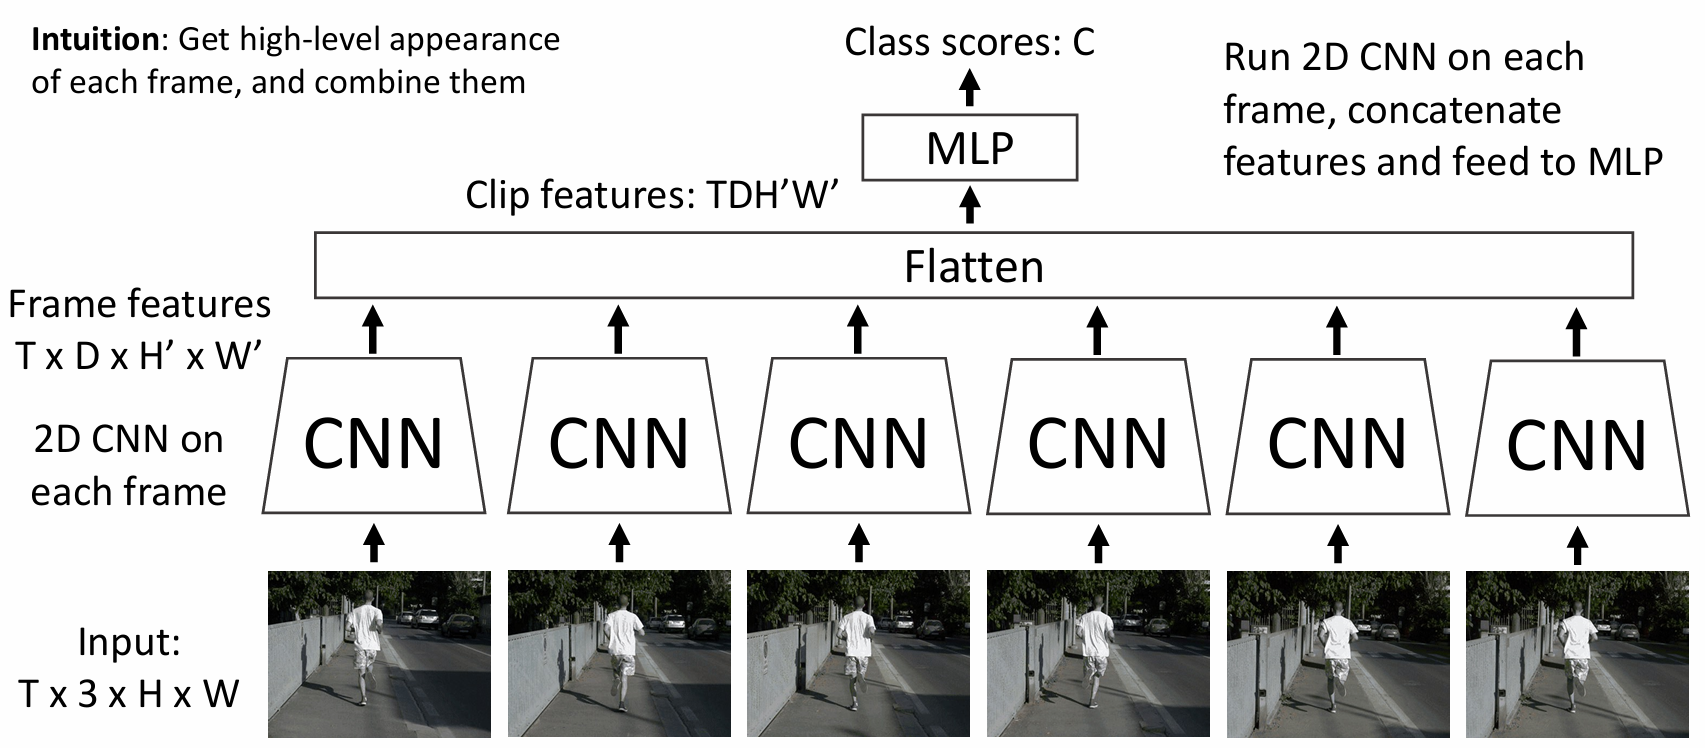 Intuition: Get high-level appearance
of each frame, and combine them
Class scores: C
Run 2D CNN on each
frame, concatenate
features and feed to MLP
MLP
Clip features: TDH’W’
Flatten
Frame features
T x D x H’ x W’
2D CNN on
each frame
CNN CNN CNN CNN CNN CNN
Input:
T x 3 x H x W